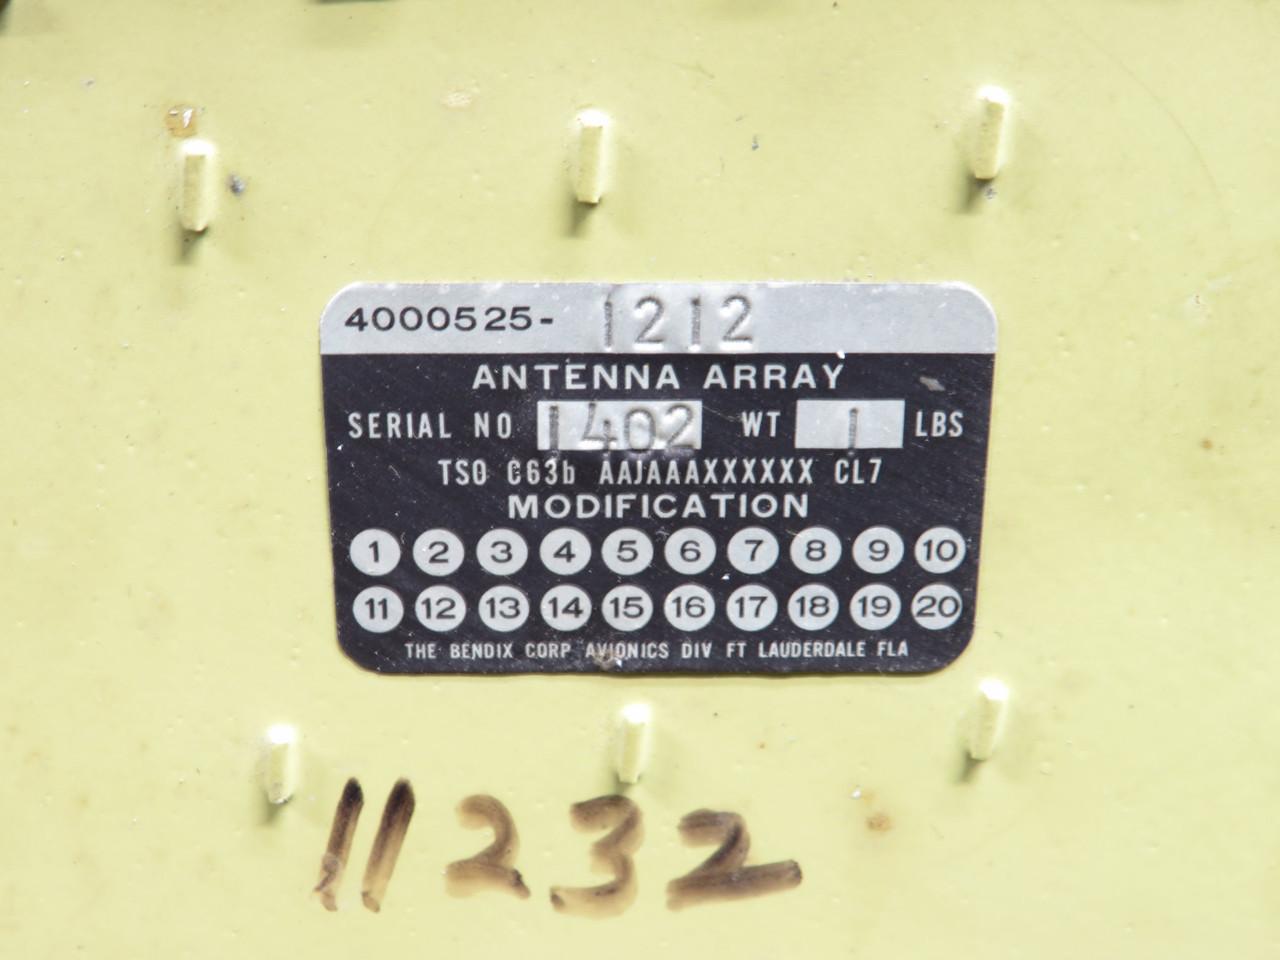 4000525- 1212
ANTENNA ARRAY
SERIAL NO 1402 WT 1 LBS
TSO C63b AAJAAAXXXXXX CL7
MODIFICATION
1 2 3 4 5 6 7 8 9 10
11 12 13 14 15 16 17 18 19 20
THE BENDIX CORP AVIONICS DIV FT LAUDERDALE FLA
11232